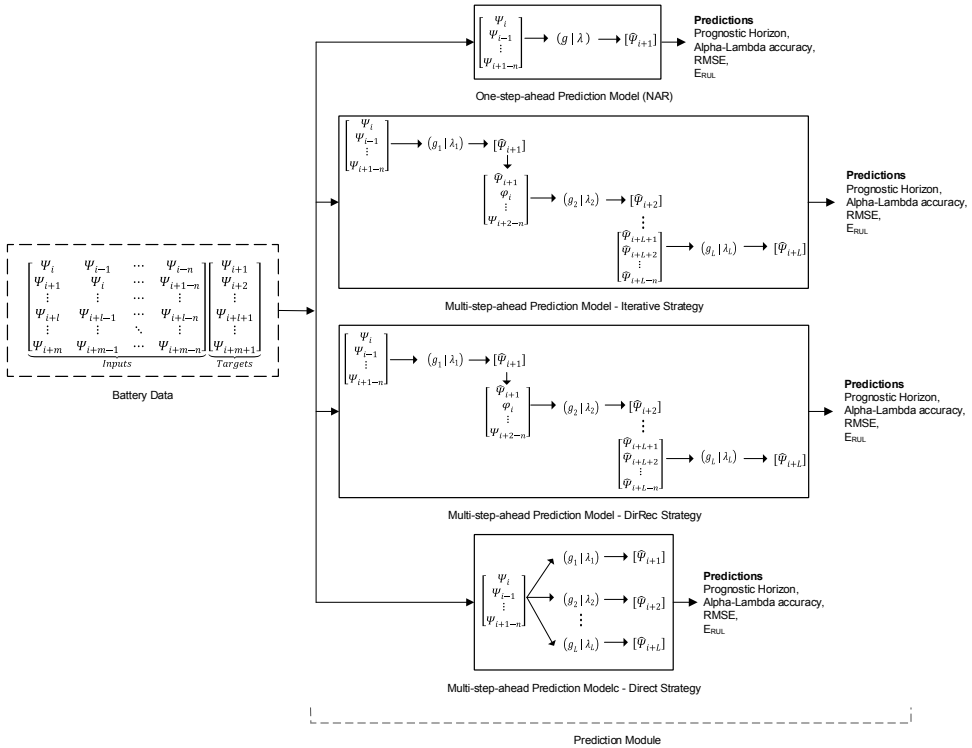 [Ψi Ψi−1 ⋮ Ψi+1−n] (g | λ) [Ψ̂i+1]
Predictions
Prognostic Horizon,
Alpha-Lambda accuracy,
RMSE,
ERUL
One-step-ahead Prediction Model (NAR)
[Ψi Ψi−1 ⋮ Ψi+1−n] (g1 | λ1) [Ψ̂i+1]
[Ψ̂i+1 φi ⋮ Ψi+2−n] (g2 | λ2) [Ψ̂i+2]
⋮
[Ψ̂i+L+1 Ψ̂i+L+2 ⋮ Ψ̂i+L−n] (gL | λL) [Ψ̂i+L]
Predictions
Prognostic Horizon,
Alpha-Lambda accuracy,
RMSE,
ERUL
Multi-step-ahead Prediction Model - Iterative Strategy
Ψi Ψi−1 ⋯ Ψi−n Ψi+1
Ψi+1 Ψi ⋯ Ψi+1−n Ψi+2
⋮ ⋮ ⋯ ⋮ ⋮
Ψi+l Ψi+l−1 ⋯ Ψi+l−n Ψi+l+1
⋮ ⋮ ⋱ ⋮ ⋮
Ψi+m Ψi+m−1 ⋯ Ψi+m−n Ψi+m+1
Inputs Targets
Battery Data
[Ψi Ψi−1 ⋮ Ψi+1−n] (g1 | λ1) [Ψ̂i+1]
[Ψ̂i+1 φi ⋮ Ψi+2−n] (g2 | λ2) [Ψ̂i+2]
⋮
[Ψ̂i+L+1 Ψ̂i+L+2 ⋮ Ψ̂i+L−n] (gL | λL) [Ψ̂i+L]
Predictions
Prognostic Horizon,
Alpha-Lambda accuracy,
RMSE,
ERUL
Multi-step-ahead Prediction Model - DirRec Strategy
[Ψi Ψi−1 ⋮ Ψi+1−n]
(g1 | λ1) [Ψ̂i+1]
(g2 | λ2) [Ψ̂i+2]
⋮
(gL | λL) [Ψ̂i+L]
Predictions
Prognostic Horizon,
Alpha-Lambda accuracy,
RMSE,
ERUL
Multi-step-ahead Prediction Modelc - Direct Strategy
Prediction Module